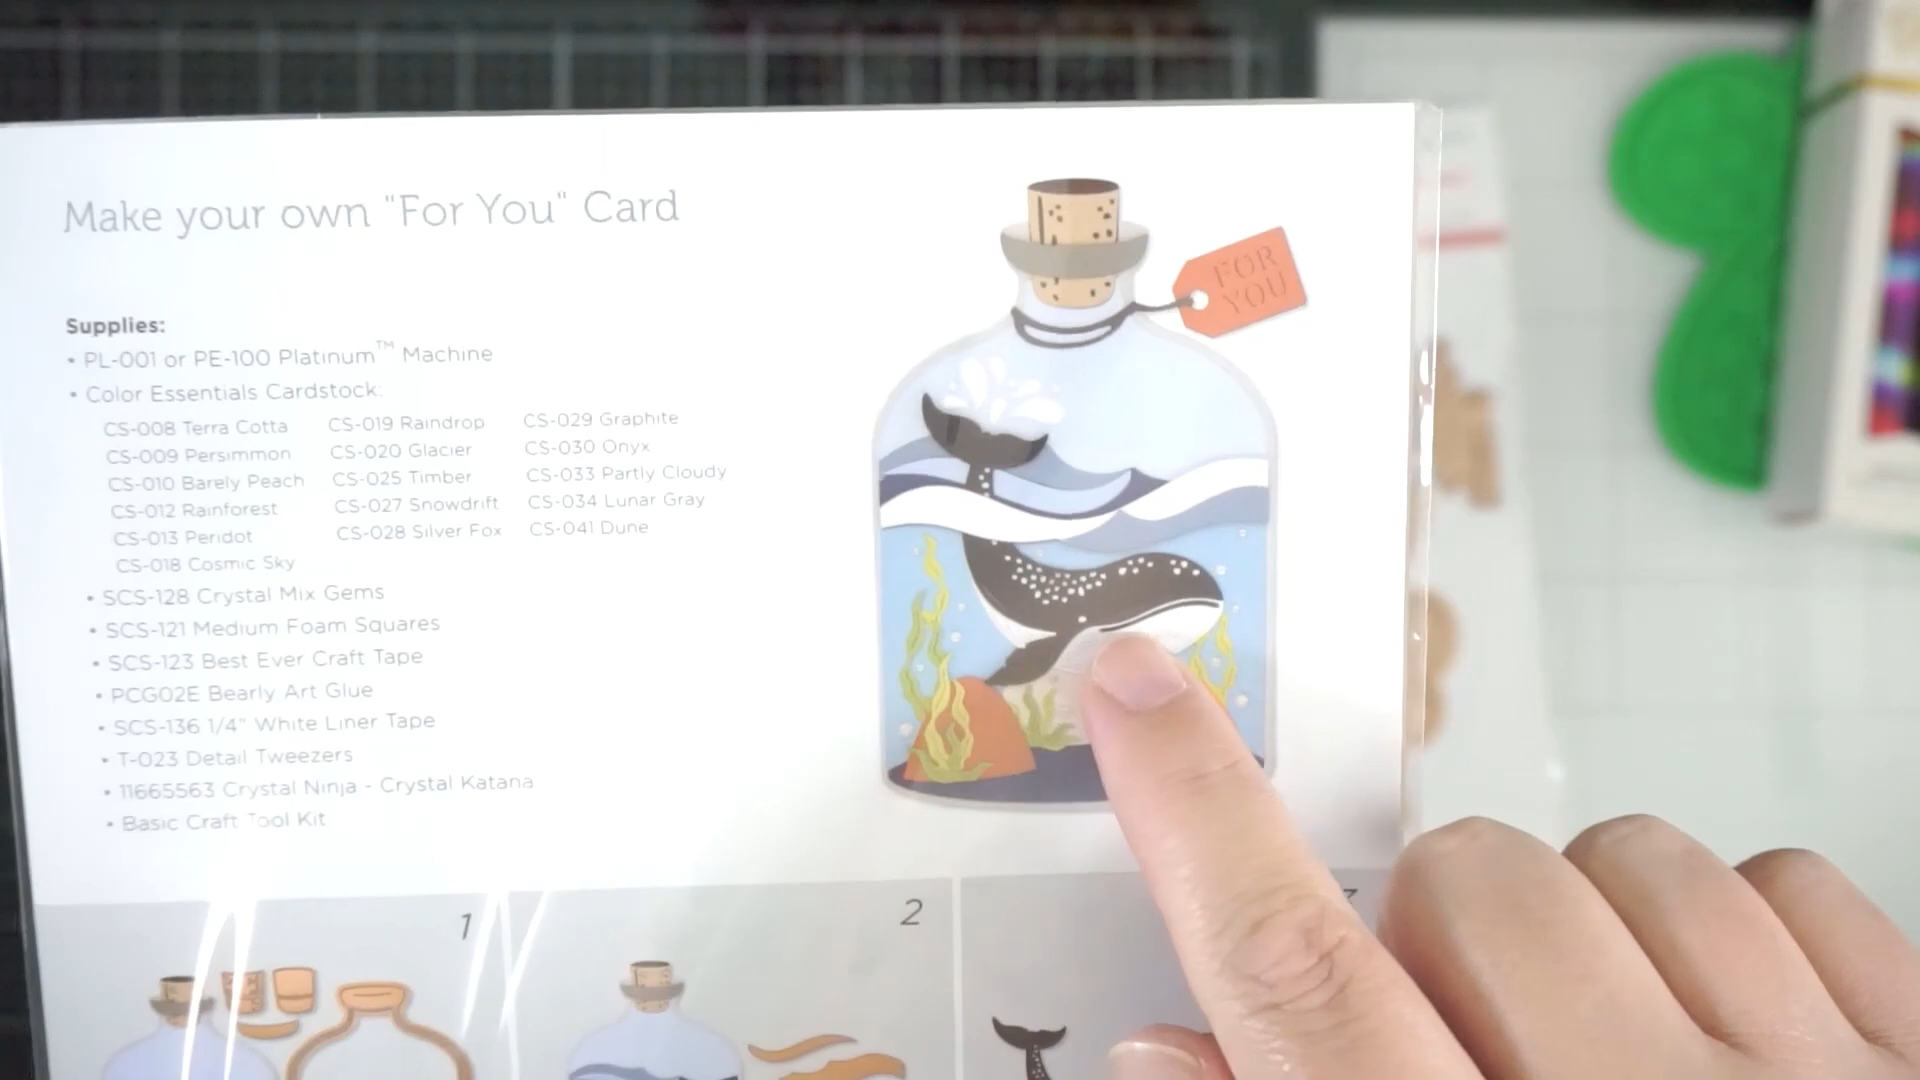 Make your own "For You" Card
FOR
YOU
Supplies:
• PL-001 or PE-100 Platinum™ Machine
• Color Essentials Cardstock:
CS-008 Terra Cotta CS-019 Raindrop CS-029 Graphite
CS-009 Persimmon CS-020 Glacier CS-030 Onyx
CS-010 Barely Peach CS-025 Timber CS-033 Partly Cloudy
CS-012 Rainforest CS-027 Snowdrift CS-034 Lunar Gray
CS-013 Peridot CS-028 Silver Fox CS-041 Dune
CS-018 Cosmic Sky
• SCS-128 Crystal Mix Gems
• SCS-121 Medium Foam Squares
• SCS-123 Best Ever Craft Tape
• PCG02E Bearly Art Glue
• SCS-136 1/4" White Liner Tape
• T-023 Detail Tweezers
• 11665563 Crystal Ninja - Crystal Katana
• Basic Craft Tool Kit
1 2